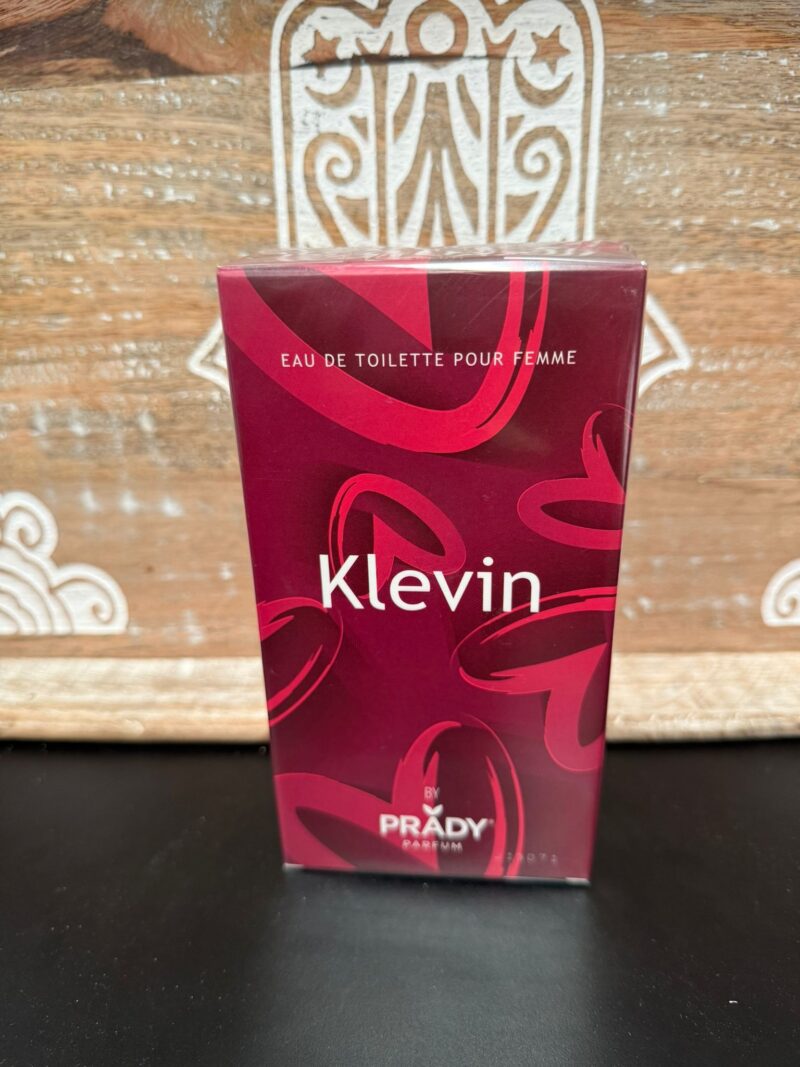 EAU DE TOILETTE POUR FEMME
Klevin
BY
PRADY®
PARFUM